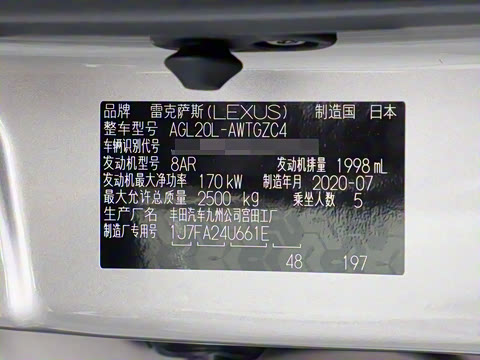 品牌 雷克萨斯(LEXUS) 制造国 日本
整车型号 AGL20L-AWTGZC4
车辆识别代号
发动机型号 8AR 发动机排量 1998 mL
发动机最大净功率 170 kW 制造年月 2020-07
最大允许总质量 2500 kg 乘坐人数 5
生产厂名 丰田汽车九州公司宫田工厂
制造厂专用号 1J7FA24U661E
48 197